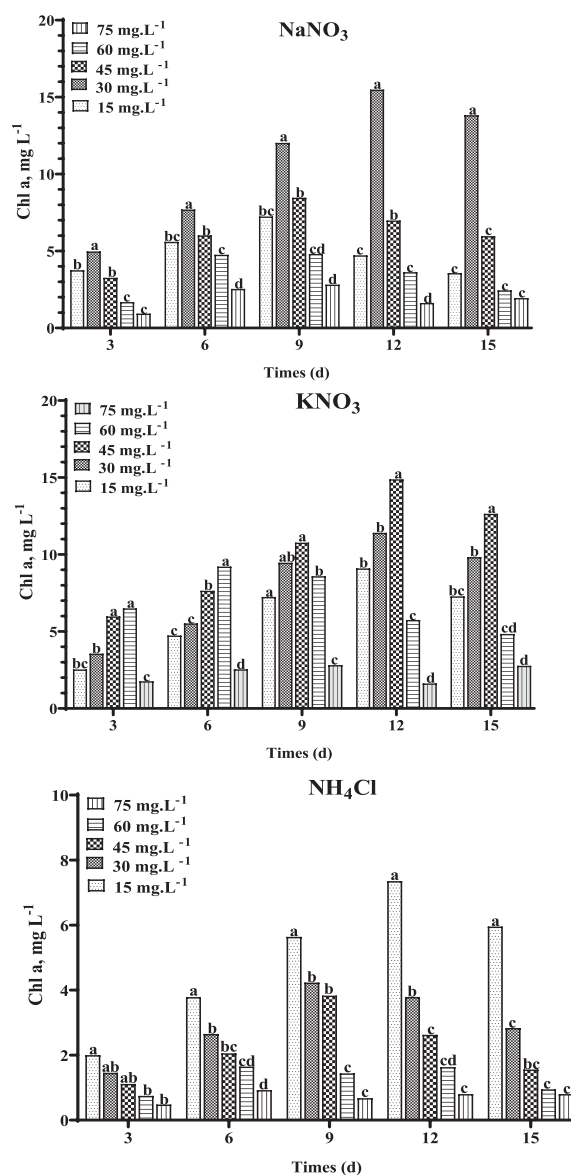 NaNO3
20
15
10
5
0
Chl a, mg L-1
75 mg.L-1
60 mg.L-1
45 mg.L-1
30 mg.L-1
15 mg.L-1
b a b c c
bc a b c d
bc a b cd d
c a b c d
c a c c c
3 6 9 12 15
Times (d)
KNO3
20
15
10
5
0
Chl a, mg L-1
75 mg.L-1
60 mg.L-1
45 mg.L-1
30 mg.L-1
15 mg.L-1
bc b a a c
c c b a d
a ab a b d
b b a c d
bc b a cd d
3 6 9 12 15
Times (d)
NH4Cl
10
8
6
4
2
0
Chl a, mg L-1
75 mg.L-1
60 mg.L-1
45 mg.L-1
30 mg.L-1
15 mg.L-1
a ab ab b b
a b bc cd d
a b b c c
a b c cd d
a b bc c c
3 6 9 12 15
Times (d)